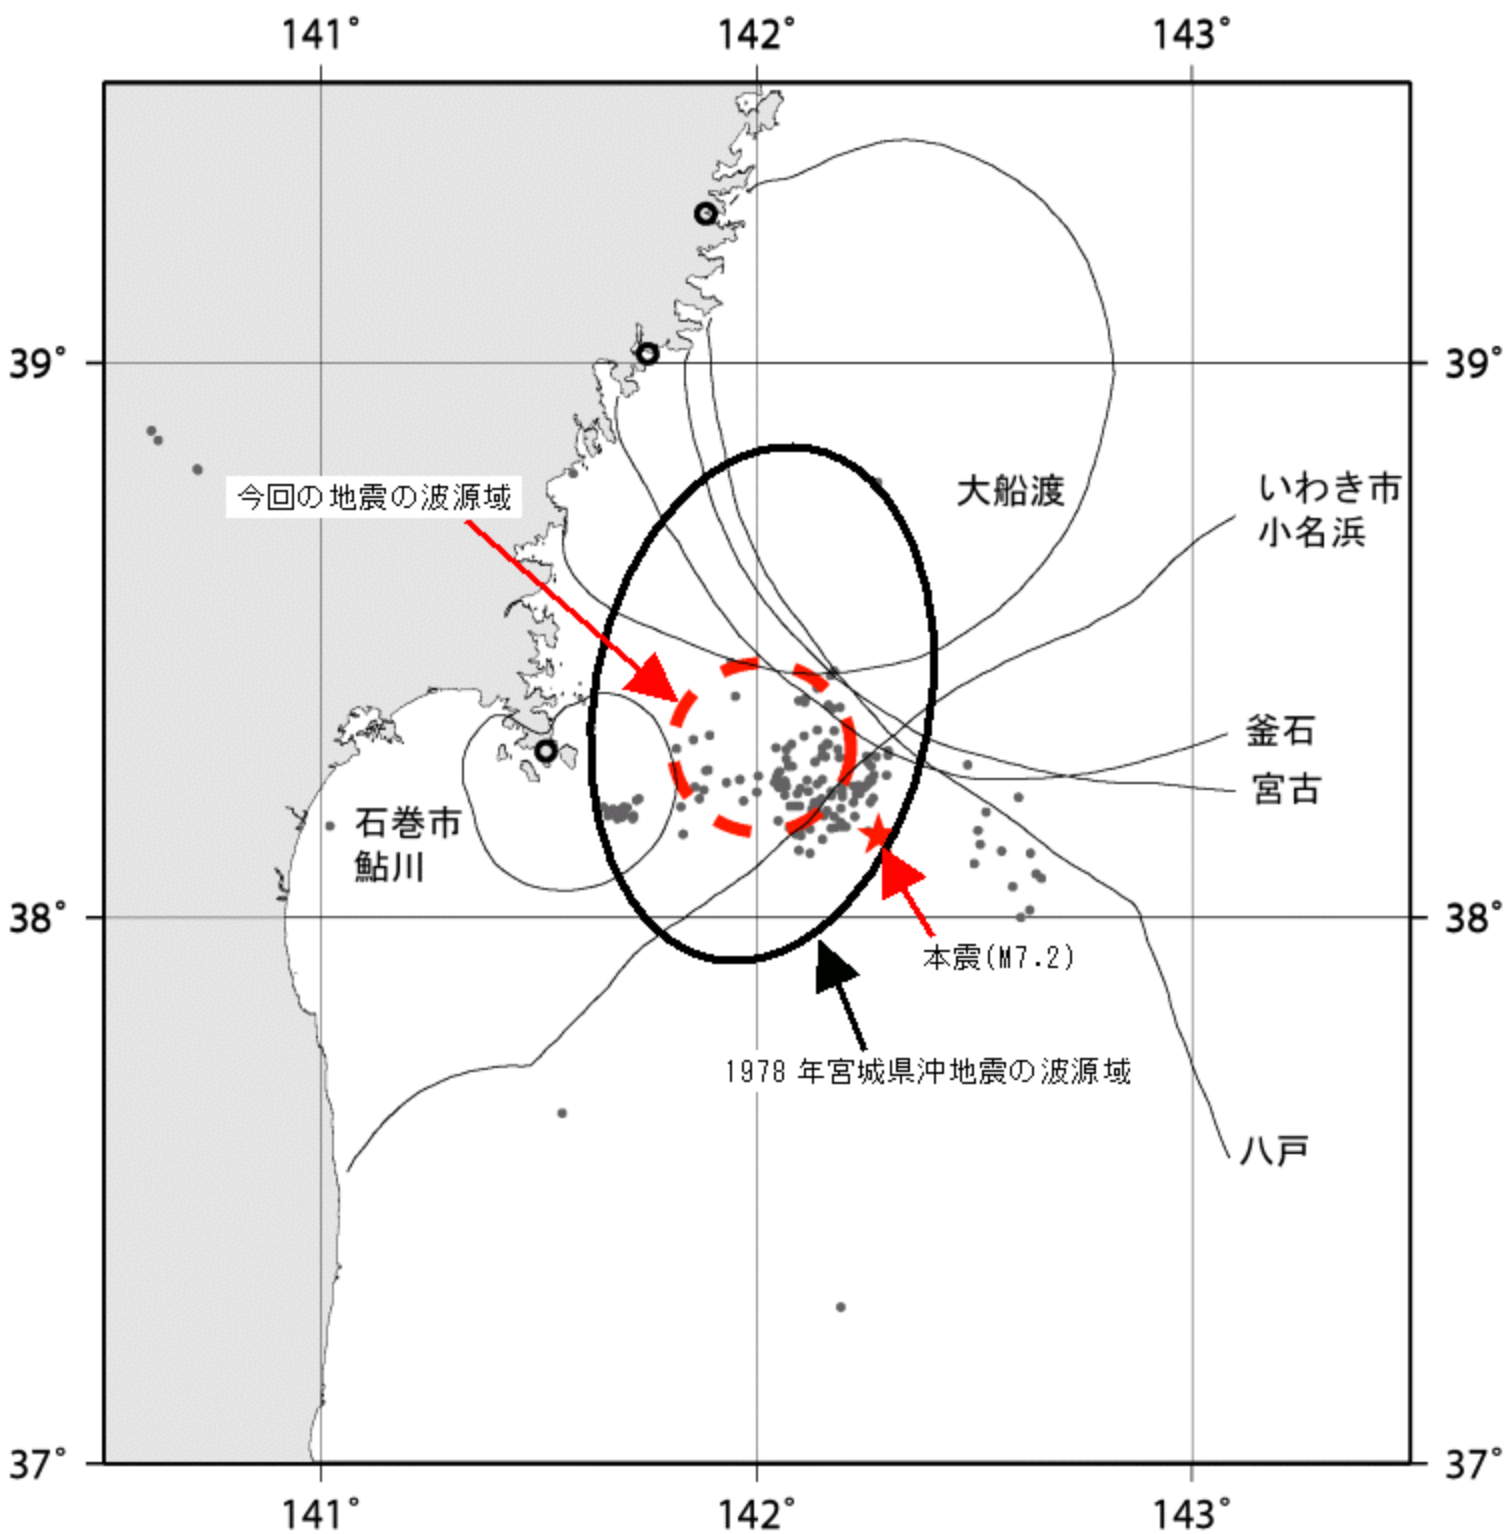 141°
142°
143°
39°
39°
今回の地震の波源域
大船渡
いわき市
小名浜
釜石
宮古
石巻市
鮎川
38°
38°
本震(M7.2)
1978 年宮城県沖地震の波源域
八戸
37°
37°
141°
142°
143°